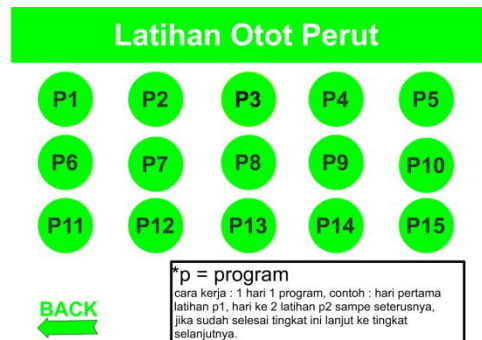 Latihan Otot Perut
P1 P2 P3 P4 P5
P6 P7 P8 P9 P10
P11 P12 P13 P14 P15
*p = program
cara kerja : 1 hari 1 program, contoh : hari pertama
latihan p1, hari ke 2 latihan p2 sampe seterusnya,
jika sudah selesai tingkat ini lanjut ke tingkat
selanjutnya.
BACK